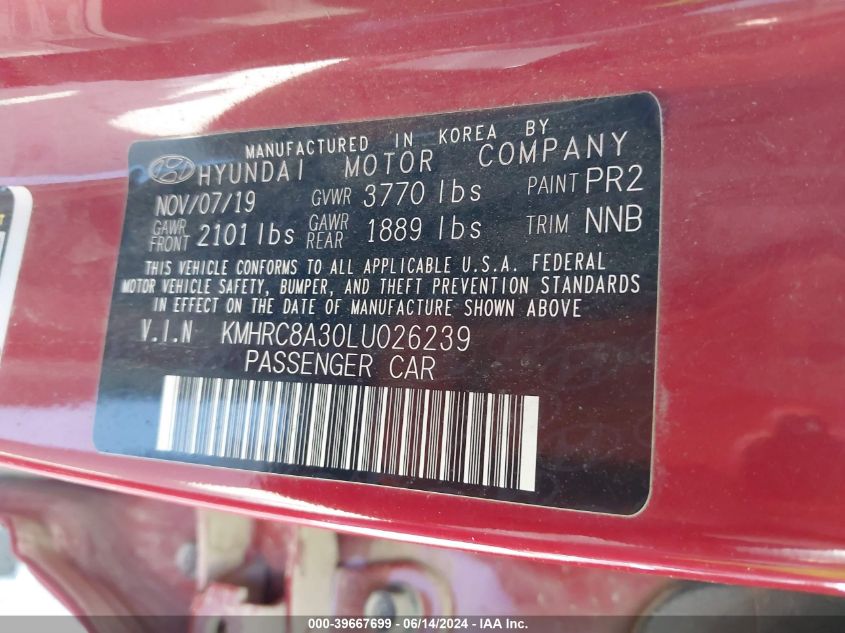 MANUFACTURED IN KOREA BY
HYUNDAI MOTOR COMPANY
NOV/07/19 GVWR 3770 lbs PAINT PR2
GAWR FRONT 2101 lbs GAWR REAR 1889 lbs TRIM NNB
THIS VEHICLE CONFORMS TO ALL APPLICABLE U.S.A. FEDERAL
MOTOR VEHICLE SAFETY, BUMPER, AND THEFT PREVENTION STANDARDS
IN EFFECT ON THE DATE OF MANUFACTURE SHOWN ABOVE
V.I.N KMHRC8A30LU026239
PASSENGER CAR
000-39667699 - 06/14/2024 - IAAI.COM